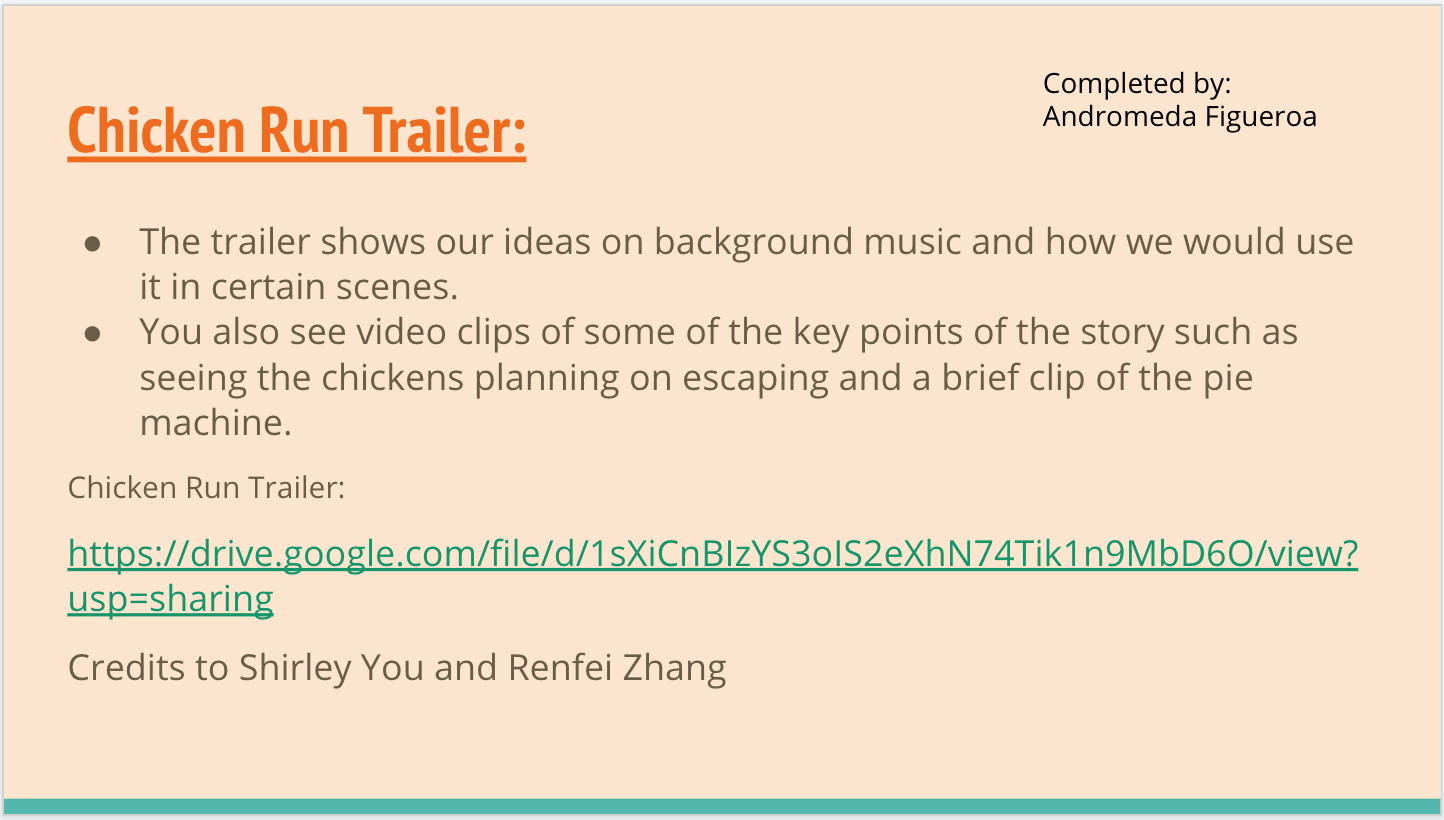 Completed by:
Andromeda Figueroa
Chicken Run Trailer:
● The trailer shows our ideas on background music and how we would use
it in certain scenes.
● You also see video clips of some of the key points of the story such as
seeing the chickens planning on escaping and a brief clip of the pie
machine.
Chicken Run Trailer:
https://drive.google.com/file/d/1sXiCnBIzYS3oIS2eXhN74Tik1n9MbD6O/view?
usp=sharing
Credits to Shirley You and Renfei Zhang